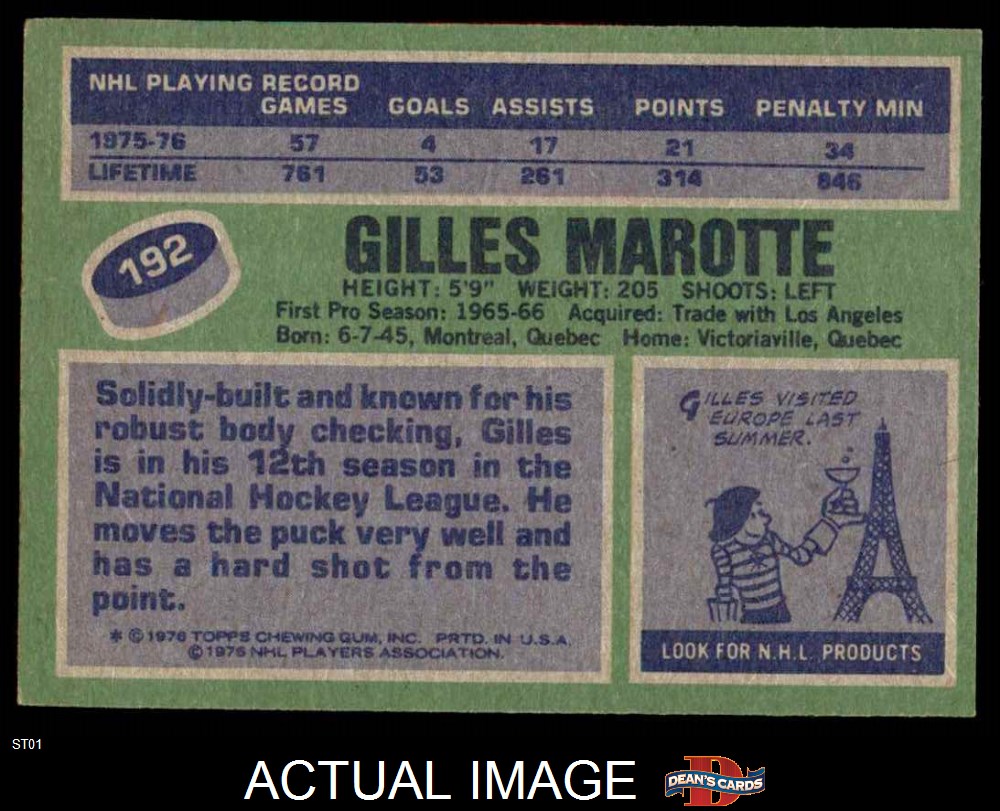 NHL PLAYING RECORD
GAMES GOALS ASSISTS POINTS PENALTY MIN
1975-76 57 4 17 21 34
LIFETIME 761 53 261 314 846
192
GILLES MAROTTE
HEIGHT: 5'9" WEIGHT: 205 SHOOTS: LEFT
First Pro Season: 1965-66 Acquired: Trade with Los Angeles
Born: 6-7-45, Montreal, Quebec Home: Victoriaville, Quebec
Solidly-built and known for his
robust body checking, Gilles
is in his 12th season in the
National Hockey League. He
moves the puck very well and
has a hard shot from the
point.
* © 1976 TOPPS CHEWING GUM, INC. PRTD. IN U.S.A.
© 1976 NHL PLAYERS ASSOCIATION.
GILLES VISITED
EUROPE LAST
SUMMER.
LOOK FOR N.H.L. PRODUCTS
ST01
ACTUAL IMAGE
D
DEAN'S CARDS